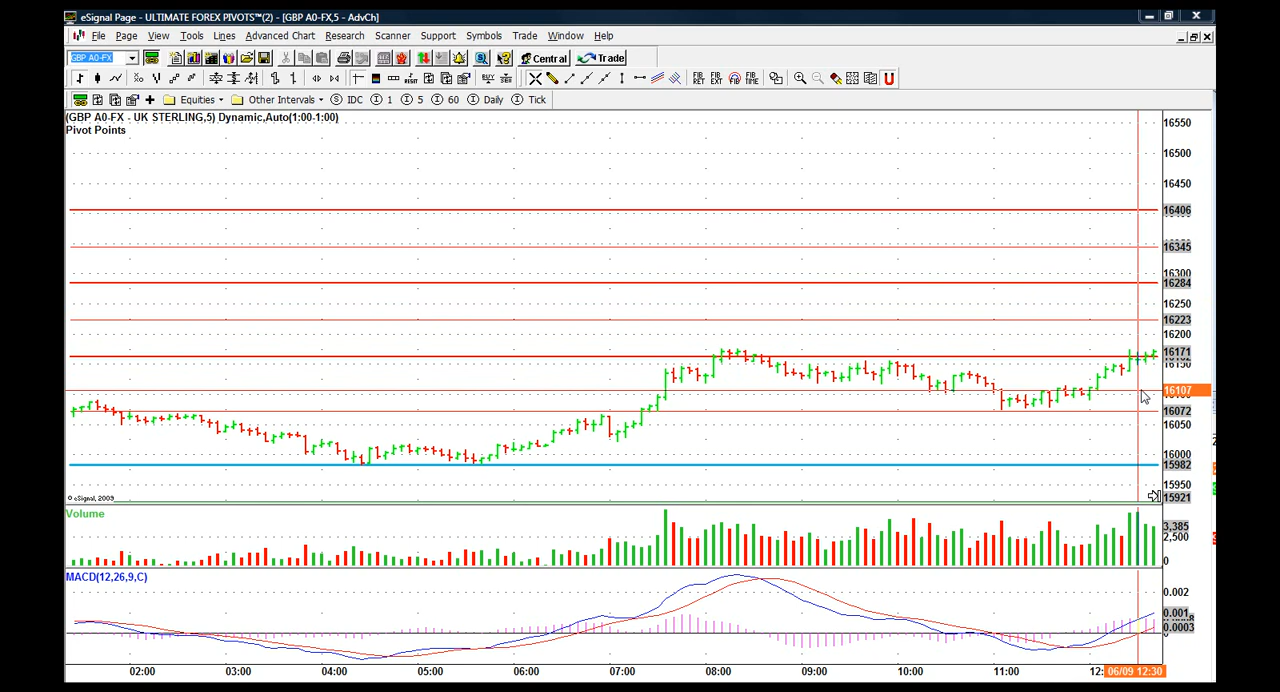 eSignal Page - ULTIMATE FOREX PIVOTS™(2) - [GBP A0-FX,5 - AdvCh]
File Page View Tools Lines Advanced Chart Research Scanner Support Symbols Trade Window Help
GBP A0-FX Central Trade
Equities Other Intervals IDC 1 5 60 Daily Tick
(GBP A0-FX - UK STERLING,5) Dynamic,Auto(1:00-1:00)
Pivot Points
16550
16500
16450
16406
16345
16300
16284
16250
16223
16200
16171
16107
16072
16050
16000
15982
15950
15921
© eSignal, 2009
Volume
3,385
2,500
0
MACD(12,26,9,C)
0.002
0.001
0.0003
0
02:00 03:00 04:00 05:00 06:00 07:00 08:00 09:00 10:00 11:00 12: 06/09 12:30